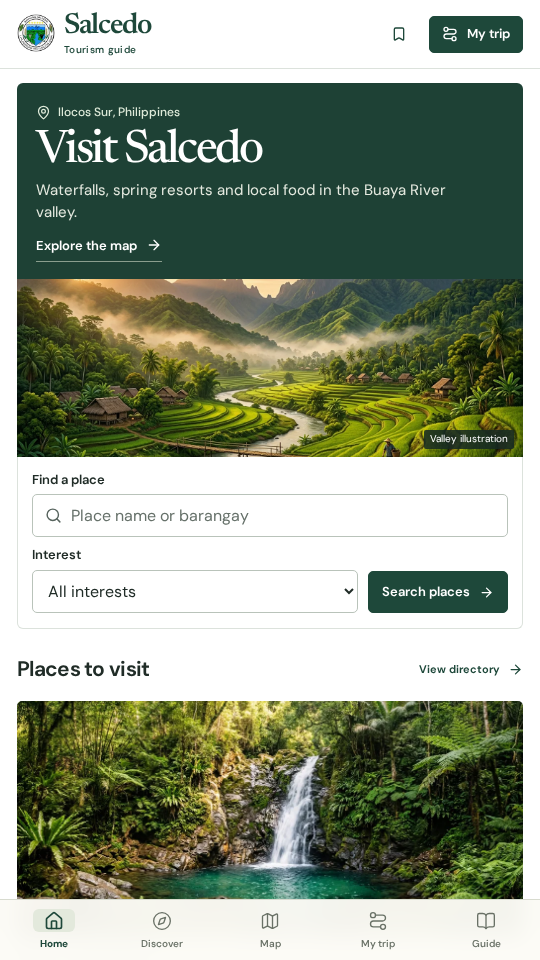 Salcedo
Tourism guide
My trip
Ilocos Sur, Philippines
Visit Salcedo
Waterfalls, spring resorts and local food in the Buaya River
valley.
Explore the map
Valley illustration
Find a place
Place name or barangay
Interest
All interests
Search places
Places to visit
View directory
Home
Discover
Map
My trip
Guide